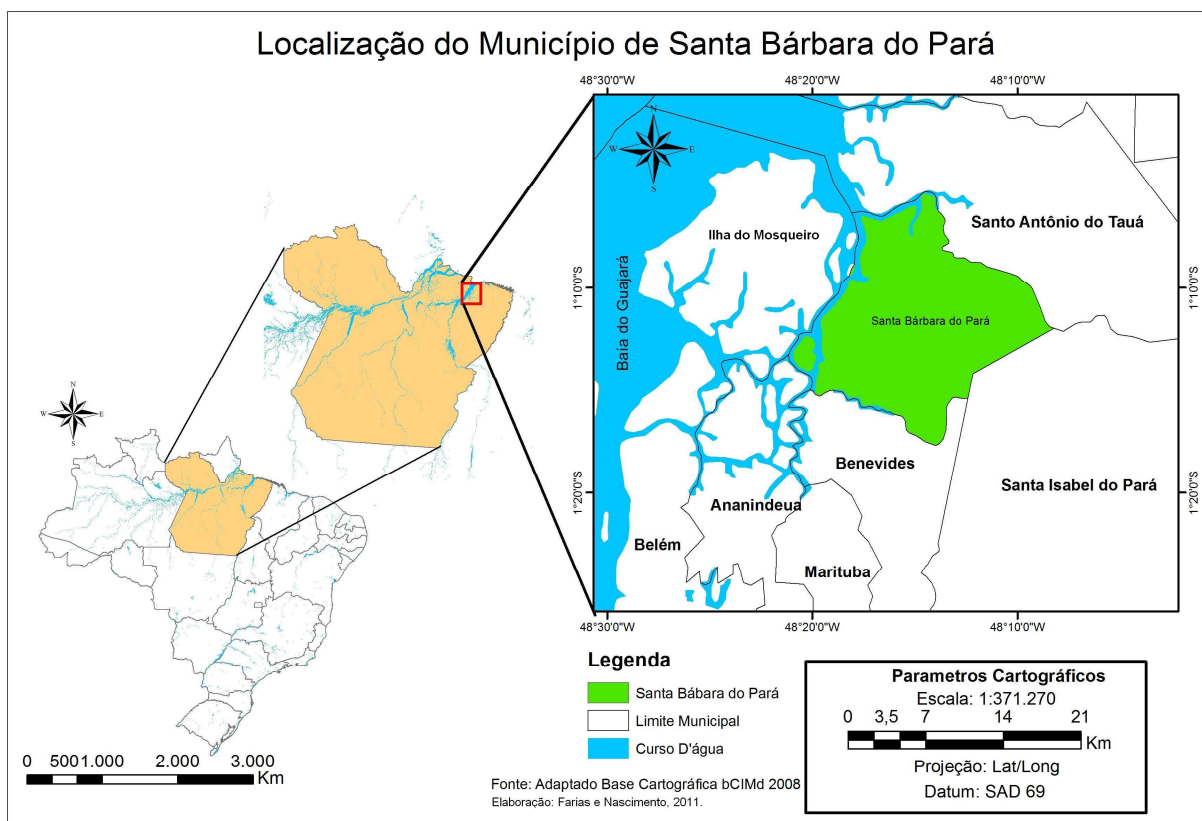 Localização do Município de Santa Bárbara do Pará
48°30'0"W 48°20'0"W 48°10'0"W
N
W E
S
Santo Antônio do Tauá
Ilha do Mosqueiro
Baía do Guajará
1°10'0"S 1°10'0"S
Santa Bárbara do Pará
N
W E
S
Benevides
Santa Isabel do Pará
1°20'0"S 1°20'0"S
Ananindeua
Belém
Marituba
48°30'0"W 48°20'0"W 48°10'0"W
Legenda
Santa Bábara do Pará
Limite Municipal
Curso D'água
Parametros Cartográficos
Escala: 1:371.270
0 3,5 7 14 21
Km
Projeção: Lat/Long
Datum: SAD 69
0 500 1.000 2.000 3.000
Km
Fonte: Adaptado Base Cartográfica bCIMd 2008
Elaboração: Farias e Nascimento, 2011.